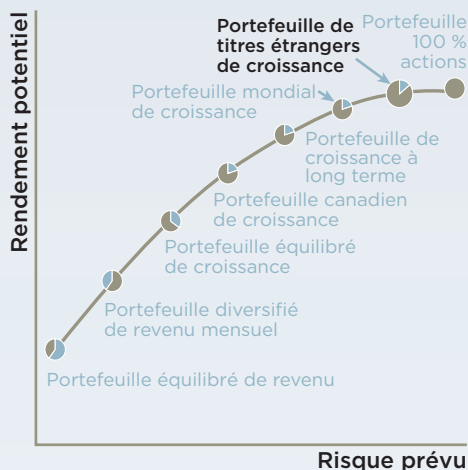 Rendement potentiel
Portefeuille de
titres étrangers
de croissance
Portefeuille
100 %
actions
Portefeuille mondial
de croissance
Portefeuille de
croissance à
long terme
Portefeuille canadien
de croissance
Portefeuille équilibré
de croissance
Portefeuille diversifié
de revenu mensuel
Portefeuille équilibré de revenu
Risque prévu